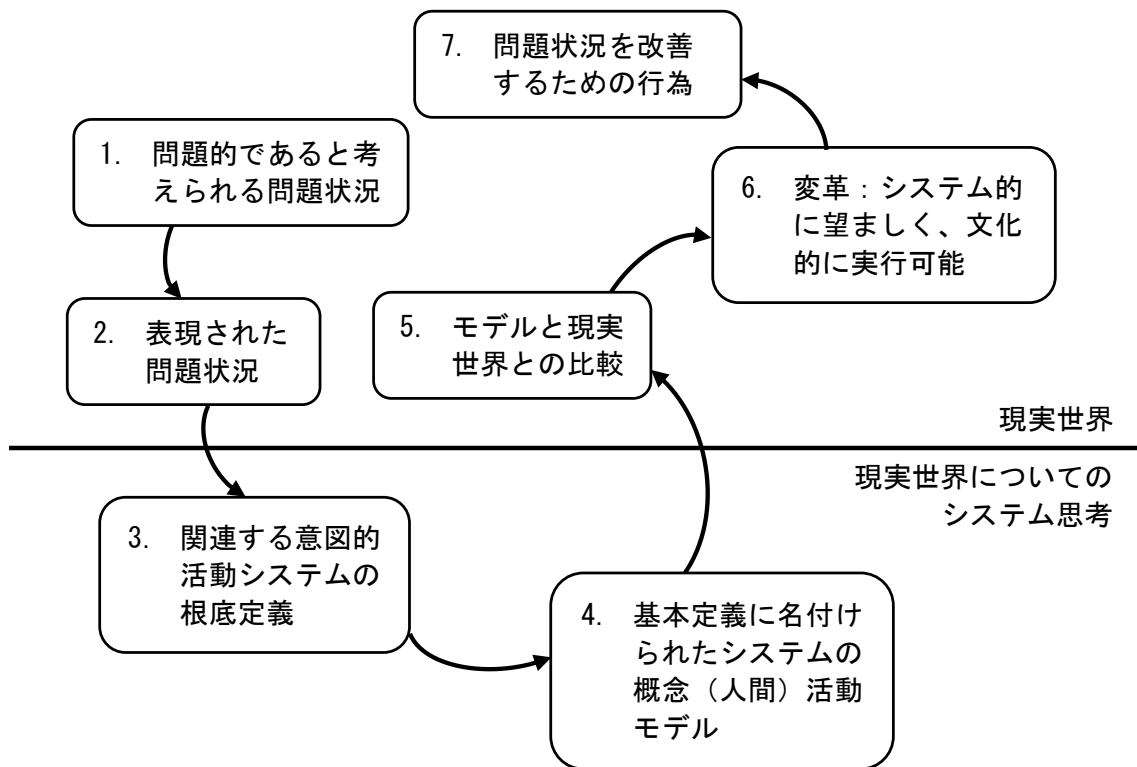 1. 問題的であると考
えられる問題状況
2. 表現された
問題状況
3. 関連する意図的
活動システムの
根底定義
4. 基本定義に名付け
られたシステムの
概念（人間）活動
モデル
5. モデルと現実
世界との比較
6. 変革：システム的
に望ましく、文化
的に実行可能
7. 問題状況を改善
するための行為
現実世界
現実世界についての
システム思考